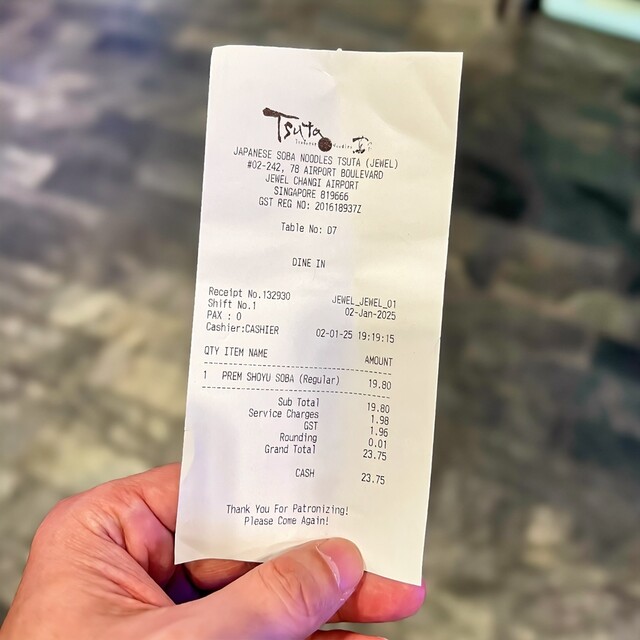 Tsuta
JAPANESE SOBA NOODLES TSUTA (JEWEL)
#02-242, 78 AIRPORT BOULEVARD
JEWEL CHANGI AIRPORT
SINGAPORE 819666
GST REG NO: 201618937Z
Table No: D7
DINE IN
Receipt No.132930 JEWEL_JEWEL_01
Shift No.1 02-Jan-2025
PAX : 0
Cashier:CASHIER 02-01-25 19:19:15
QTY ITEM NAME AMOUNT
1 PREM SHOYU SOBA (Regular) 19.80
Sub Total 19.80
Service Charges 1.98
GST 1.96
Rounding 0.01
Grand Total 23.75
CASH 23.75
Thank You For Patronizing!
Please Come Again!